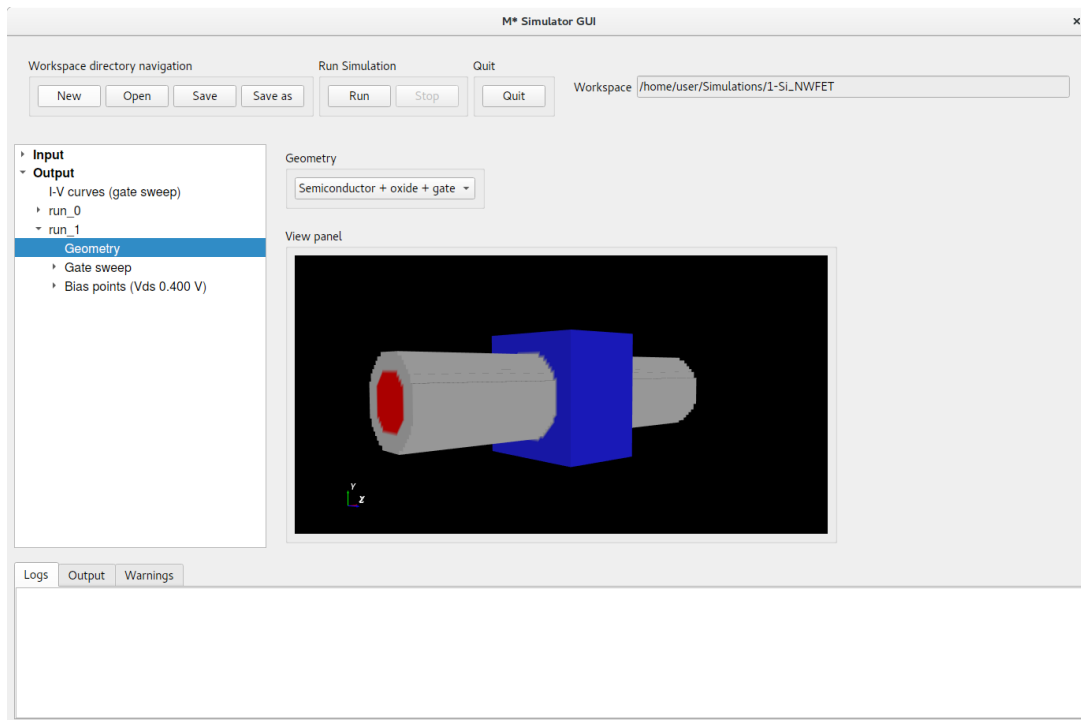 M* Simulator GUI
Workspace directory navigation
Run Simulation
Quit
New
Open
Save
Save as
Run
Stop
Quit
Workspace
/home/user/Simulations/1-Si_NWFET
Input
Output
I-V curves (gate sweep)
run_0
run_1
Geometry
Gate sweep
Bias points (Vds 0.400 V)
Geometry
Semiconductor + oxide + gate
View panel
Y
Z
Logs
Output
Warnings